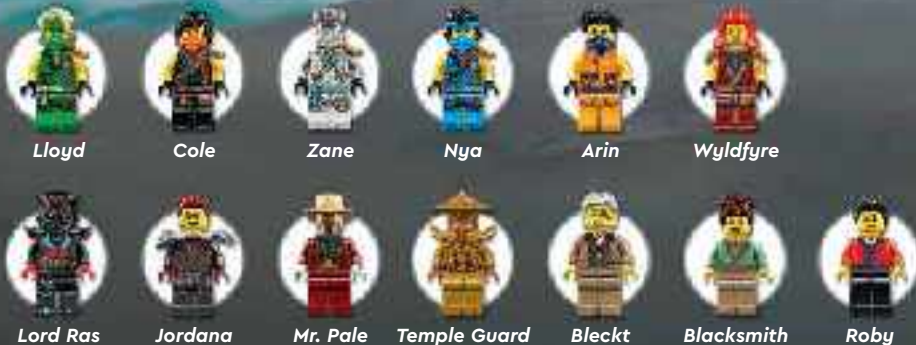 Lloyd Cole Zane Nya Arin Wyldfyre
Lord Ras Jordana Mr. Pale Temple Guard Bleckt Blacksmith Roby